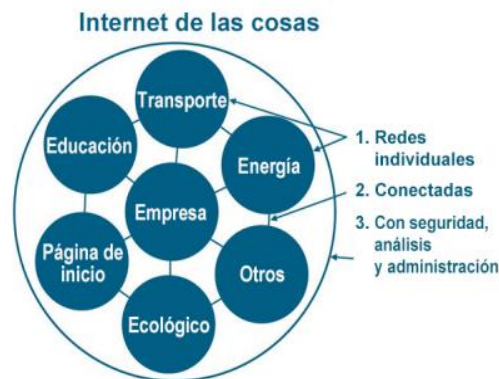 Internet de las cosas
Transporte
Educación
Energía
Empresa
Página de
inicio
Otros
Ecológico
1. Redes
individuales
2. Conectadas
3. Con seguridad,
análisis
y administración